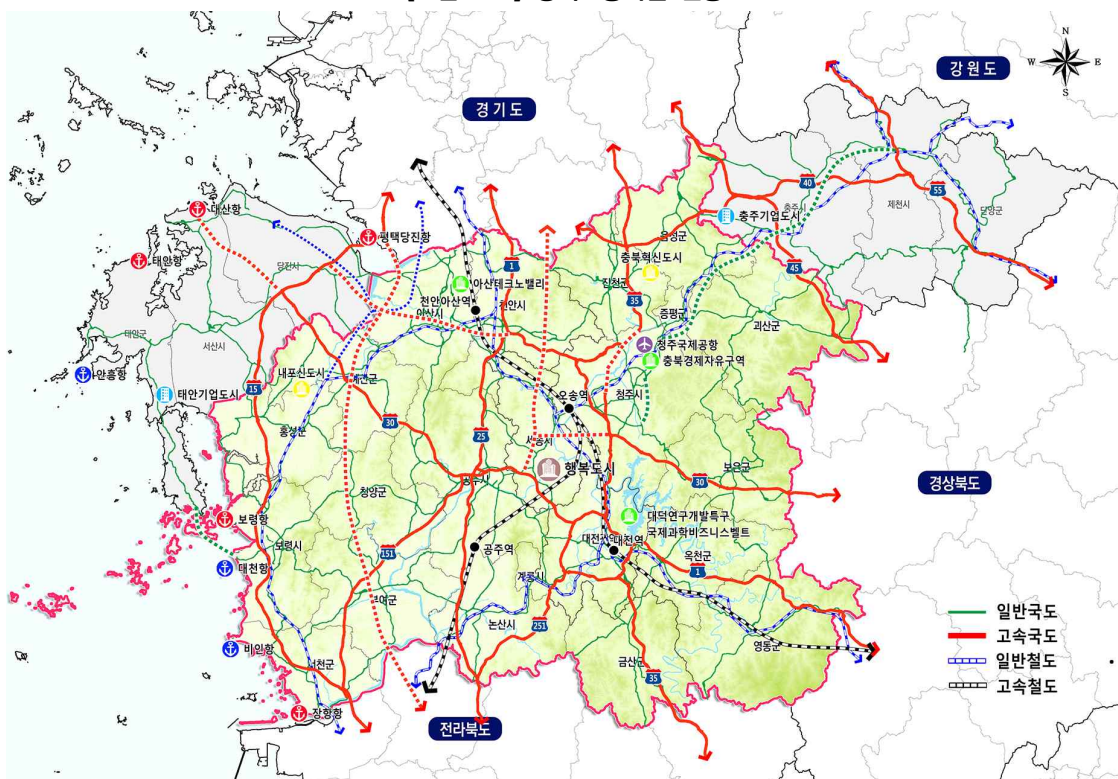 강원도
N
W
E
S
경기도
40
충주시
제천시
55
단양군
대산항
충주기업도시
평택당진항
음성군
당진시
충북혁신도시
태안항
1
45
아산테크노밸리
진천군
천안아산역
천안시
35
아산시
증평군
괴산군
태안군
서산시
청주국제공항
충북경제자유구역
안흥항
내포신도시
예산군
태안기업도시
15
청주시
오송역
30
홍성군
25
세종시
보은군
행복도시
30
경상북도
공주시
청양군
대덕연구개발특구
국제과학비즈니스벨트
보령항
보령시
151
공주역
대전역
옥천군
1
대천항
계룡시
부여군
일반국도
논산시
251
고속국도
비인항
영동군
서천군
금산군
일반철도
35
고속철도
장항항
전라북도